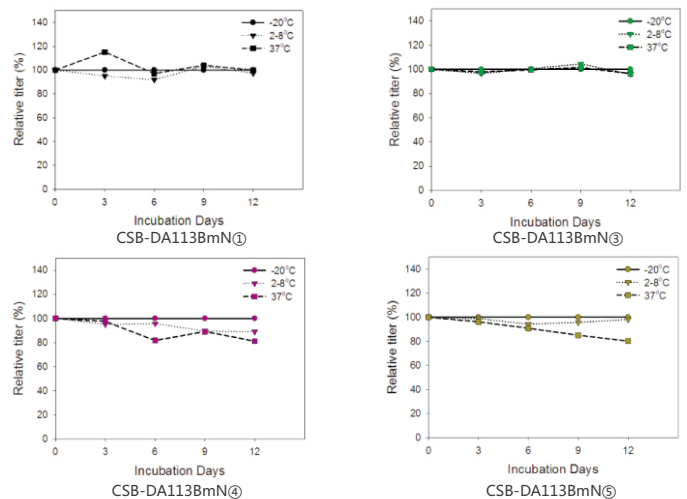 140
120
100
80
60
40
20
0
Relative titer (%)
-20°C
2-8°C
37°C
0 3 6 9 12
Incubation Days
CSB-DA113BmN①
140
120
100
80
60
40
20
0
Relative titer (%)
-20°C
2-8°C
37°C
0 3 6 9 12
Incubation Days
CSB-DA113BmN③
140
120
100
80
60
40
20
0
Relative titer (%)
-20°C
2-8°C
37°C
0 3 6 9 12
Incubation Days
CSB-DA113BmN④
140
120
100
80
60
40
20
0
Relative titer (%)
-20°C
2-8°C
37°C
0 3 6 9 12
Incubation Days
CSB-DA113BmN⑤